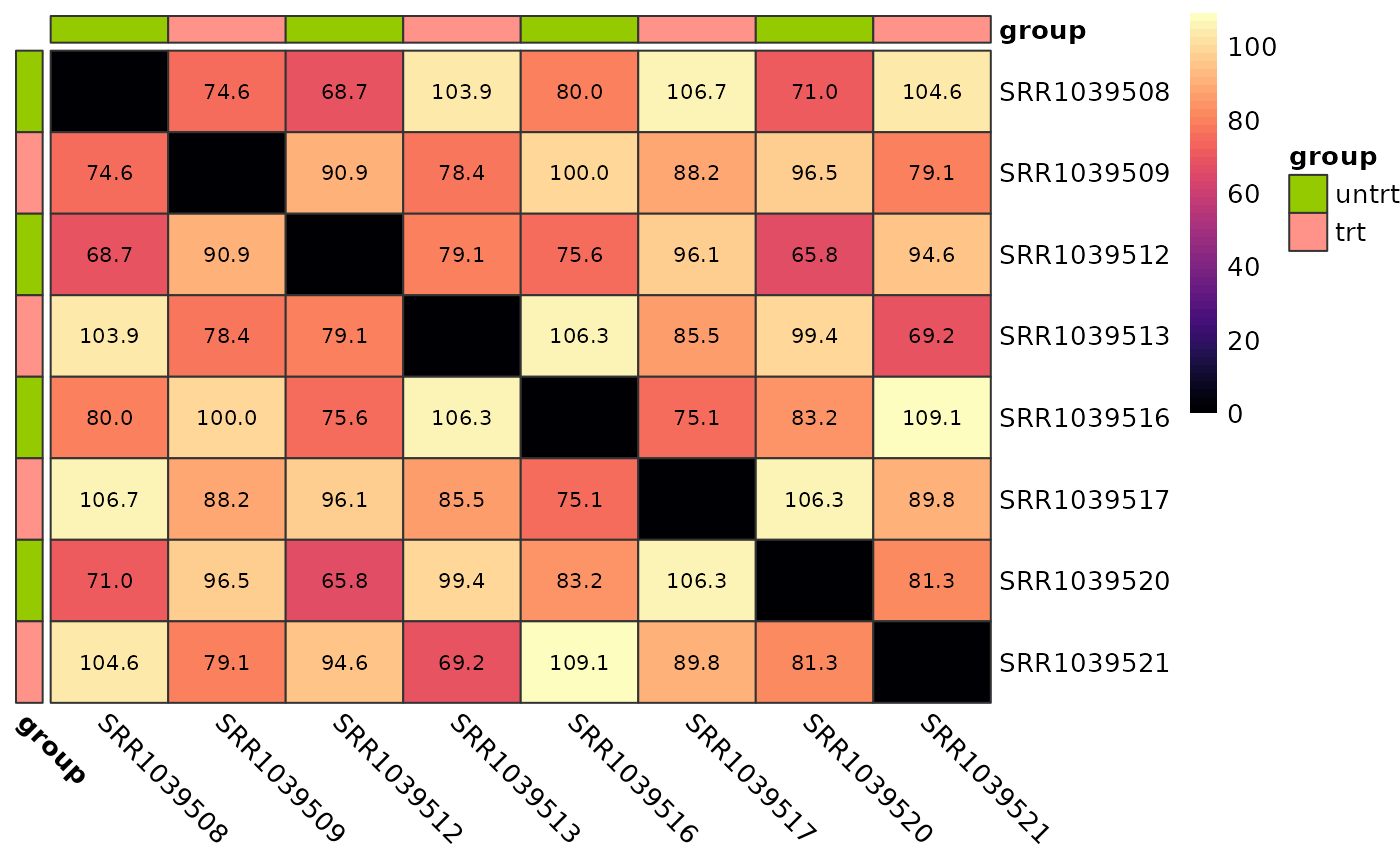 group
74.6 68.7 103.9 80.0 106.7 71.0 104.6 SRR1039508
74.6 90.9 78.4 100.0 88.2 96.5 79.1 SRR1039509
68.7 90.9 79.1 75.6 96.1 65.8 94.6 SRR1039512
103.9 78.4 79.1 106.3 85.5 99.4 69.2 SRR1039513
80.0 100.0 75.6 106.3 75.1 83.2 109.1 SRR1039516
106.7 88.2 96.1 85.5 75.1 106.3 89.8 SRR1039517
71.0 96.5 65.8 99.4 83.2 106.3 81.3 SRR1039520
104.6 79.1 94.6 69.2 109.1 89.8 81.3 SRR1039521
group SRR1039508 SRR1039509 SRR1039512 SRR1039513 SRR1039516 SRR1039517 SRR1039520 SRR1039521
100
80
60
40
20
0
group
untrt
trt